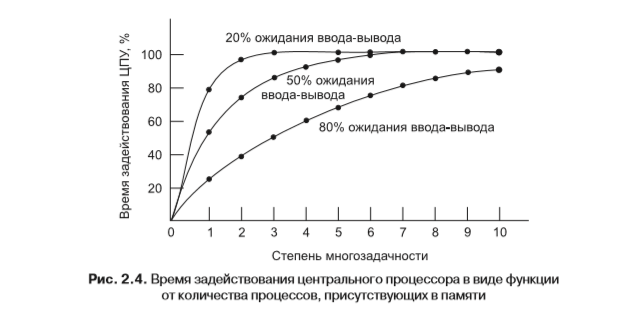 20% ожидания ввода-вывода
Время задействования ЦПУ, %
100
80
60
40
20
50% ожидания
ввода-вывода
80% ожидания ввода-вывода
0 1 2 3 4 5 6 7 8 9 10
Степень многозадачности
Рис. 2.4. Время задействования центрального процессора в виде функции
от количества процессов, присутствующих в памяти